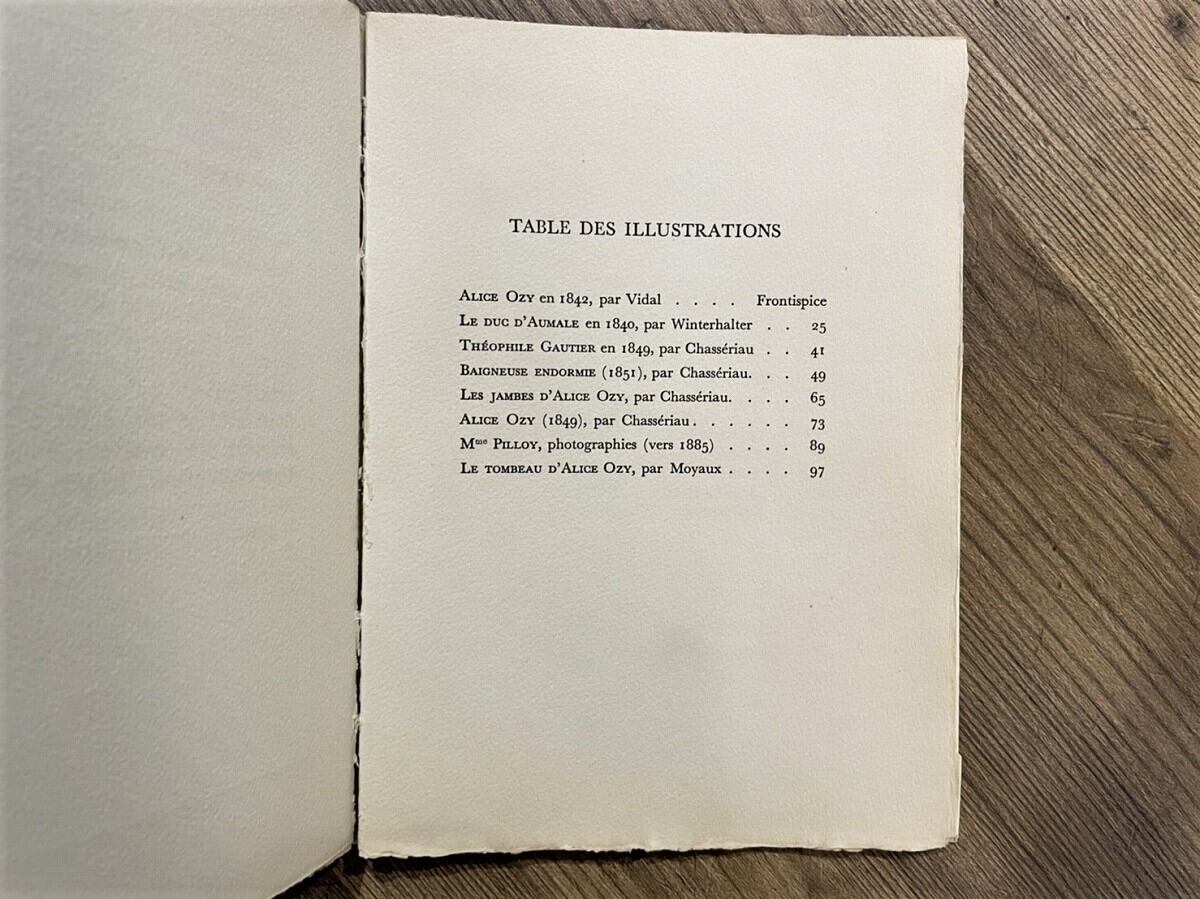 TABLE DES ILLUSTRATIONS
ALICE OZY en 1842, par Vidal . . . . Frontispice
LE DUC D'AUMALE en 1840, par Winterhalter . . 25
THÉOPHILE GAUTIER en 1849, par Chassériau . . 41
BAIGNEUSE ENDORMIE (1851), par Chassériau. . . 49
LES JAMBES D'ALICE OZY, par Chassériau. . . . 65
ALICE OZY (1849), par Chassériau . . . . . . 73
Mme PILLOY, photographies (vers 1885) . . . . 89
LE TOMBEAU D'ALICE OZY, par Moyaux . . . . 97